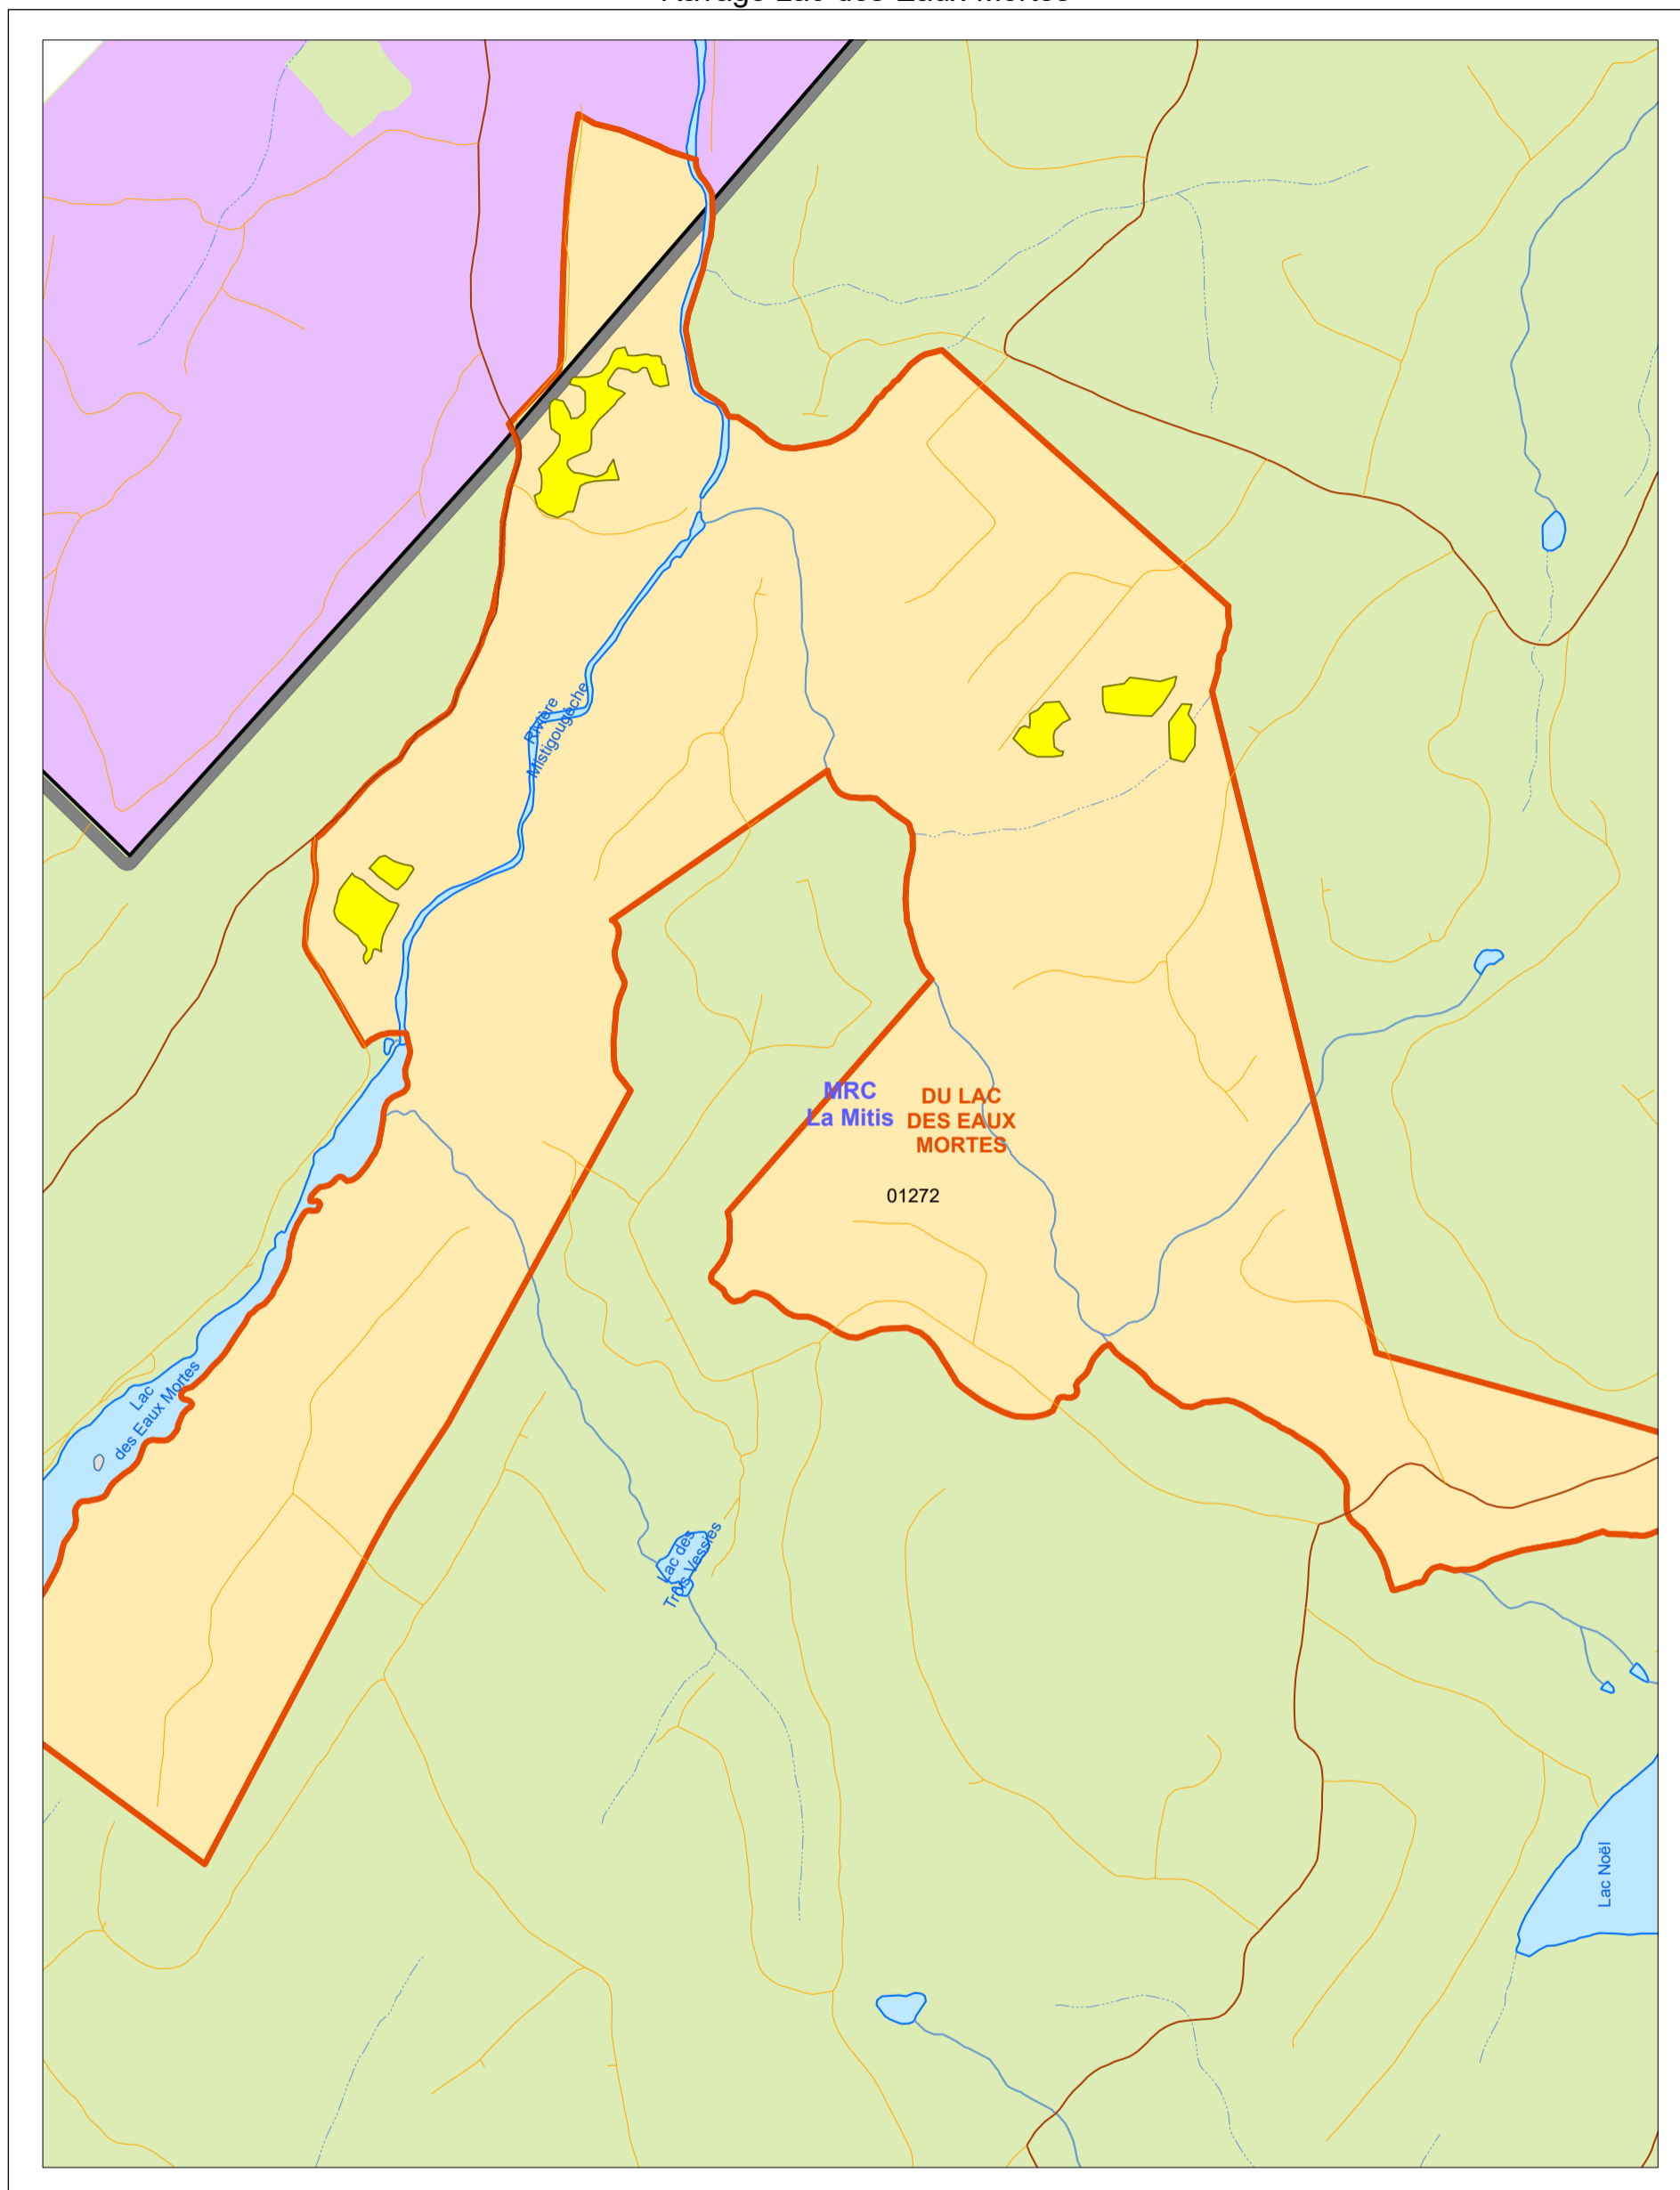 Rivière
Mistigougèche
MRC
La Mitis
DU LAC
DES EAUX
MORTES
01272
Lac
des Eaux Mortes
Lac des
Trois Vessies
Lac Noël